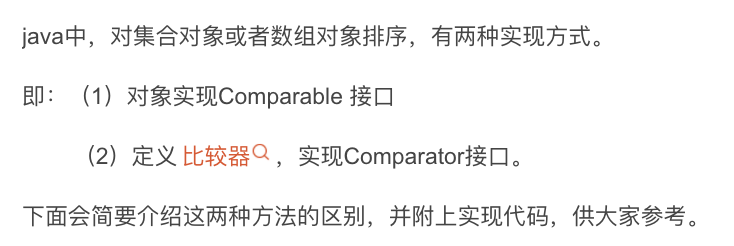 java中，对集合对象或者数组对象排序，有两种实现方式。
即：（1）对象实现Comparable 接口
（2）定义 比较器 ，实现Comparator接口。
下面会简要介绍这两种方法的区别，并附上实现代码，供大家参考。